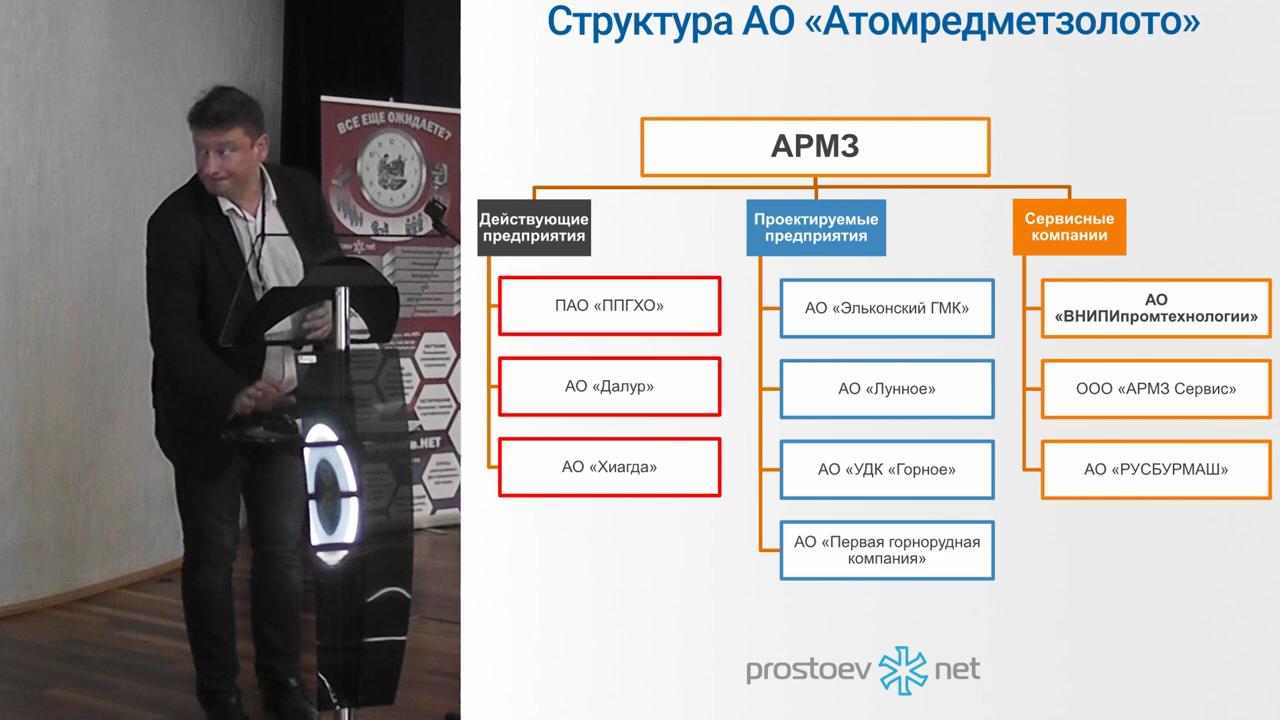 Структура АО «Атомредметзолото»
АРМЗ
Действующие
предприятия
ПАО «ППГХО»
АО «Далур»
АО «Хиагда»
Проектируемые
предприятия
АО «Эльконский ГМК»
АО «Лунное»
АО «УДК «Горное»
АО «Первая горнорудная
компания»
Сервисные
компании
АО
«ВНИПИпромтехнологии»
ООО «АРМЗ Сервис»
АО «РУСБУРМАШ»
prostoev net
ВСЕ ЕЩЕ ОЖИДАЕТЕ?